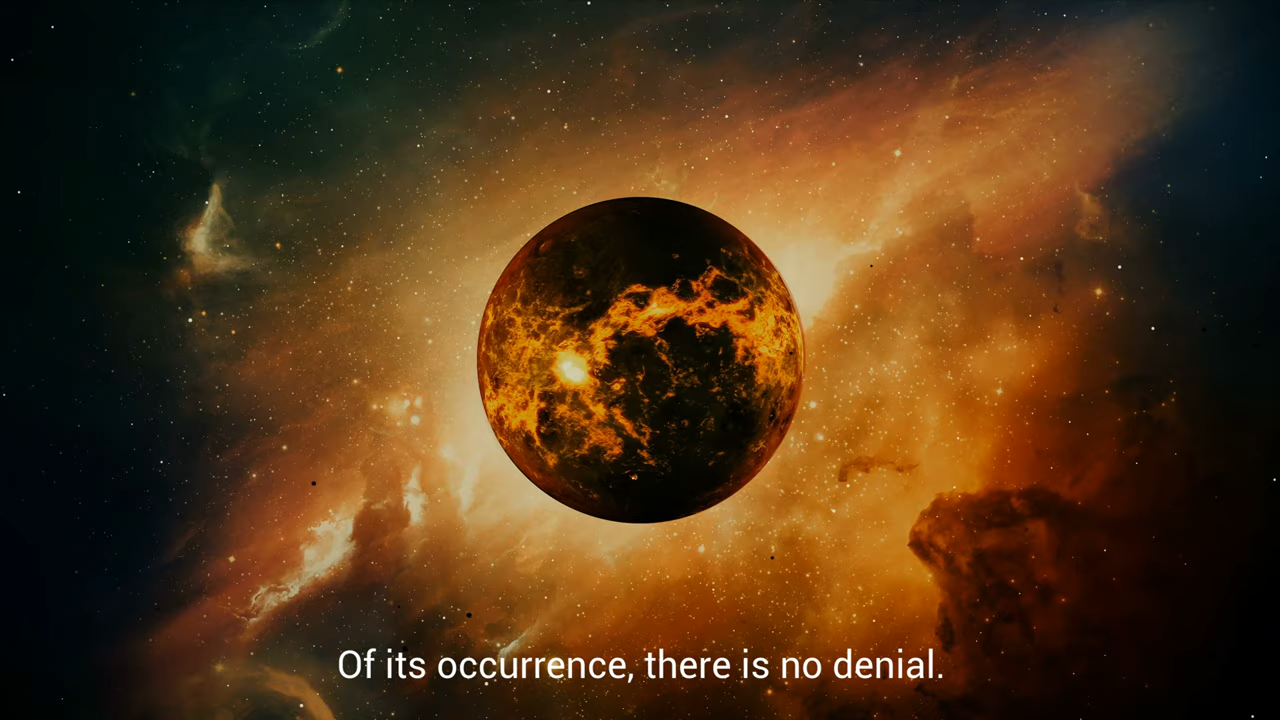 Of its occurrence, there is no denial.